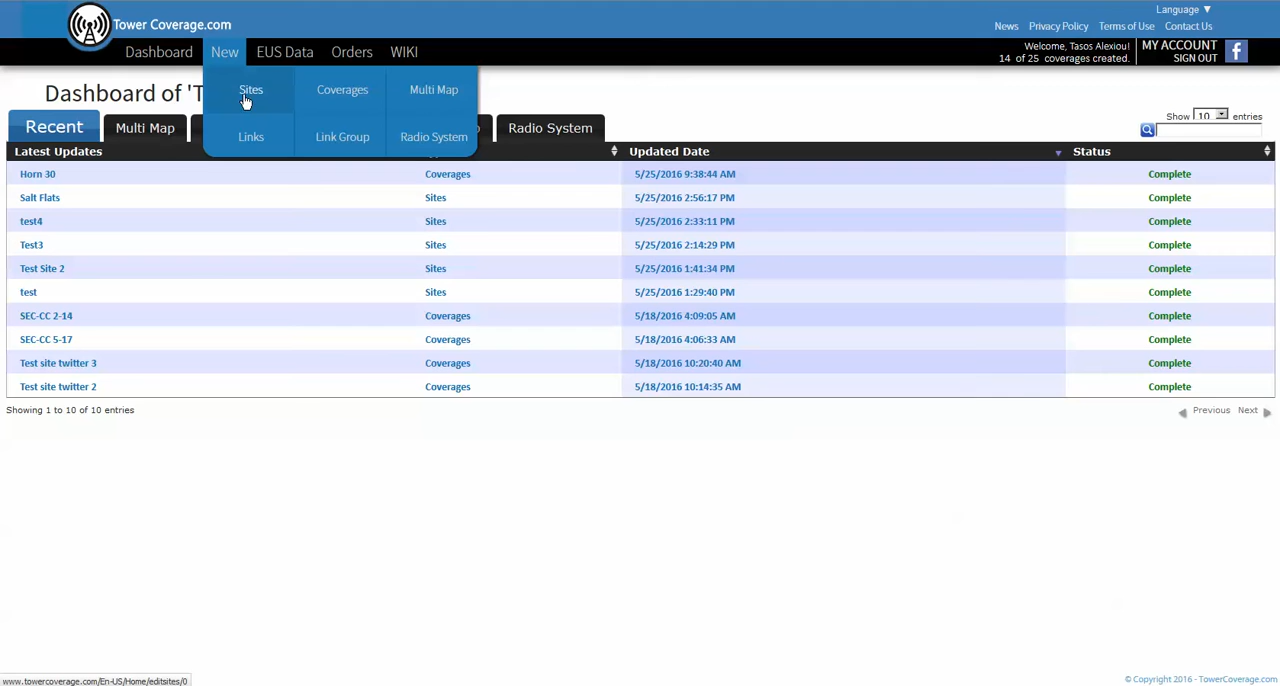 Language ▼
Tower Coverage.com
News Privacy Policy Terms of Use Contact Us
Dashboard New EUS Data Orders WIKI
Welcome, Tasos Alexiou!
14 of 25 coverages created.
MY ACCOUNT
SIGN OUT
Sites Coverages Multi Map
Links Link Group Radio System
Dashboard of 'T
Recent Multi Map Radio System
Show 10 entries
Latest Updates Updated Date Status
Horn 30 Coverages 5/25/2016 9:38:44 AM Complete
Salt Flats Sites 5/25/2016 2:56:17 PM Complete
test4 Sites 5/25/2016 2:33:11 PM Complete
Test3 Sites 5/25/2016 2:14:29 PM Complete
Test Site 2 Sites 5/25/2016 1:41:34 PM Complete
test Sites 5/25/2016 1:29:40 PM Complete
SEC-CC 2-14 Coverages 5/18/2016 4:09:05 AM Complete
SEC-CC 5-17 Coverages 5/18/2016 4:06:33 AM Complete
Test site twitter 3 Coverages 5/18/2016 10:20:40 AM Complete
Test site twitter 2 Coverages 5/18/2016 10:14:35 AM Complete
Showing 1 to 10 of 10 entries
Previous Next
www.towercoverage.com/En-US/Home/editsites/0
© Copyright 2016 - TowerCoverage.com